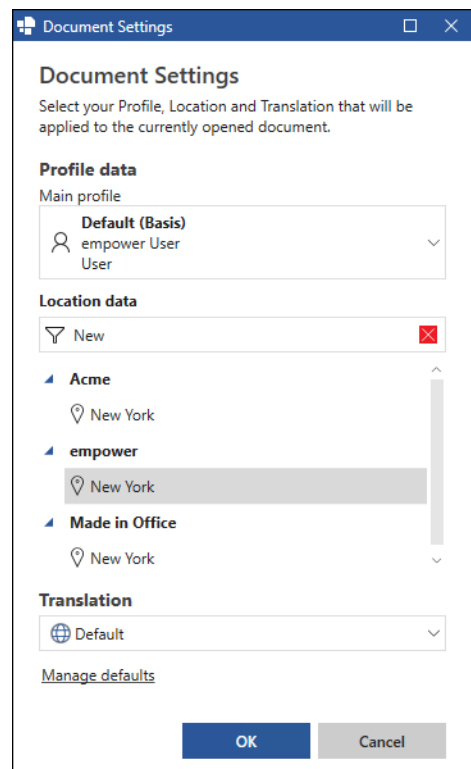 Document Settings
Document Settings
Select your Profile, Location and Translation that will be
applied to the currently opened document.
Profile data
Main profile
Default (Basis)
empower User
User
Location data
New
Acme
New York
empower
New York
Made in Office
New York
Translation
Default
Manage defaults
OK Cancel